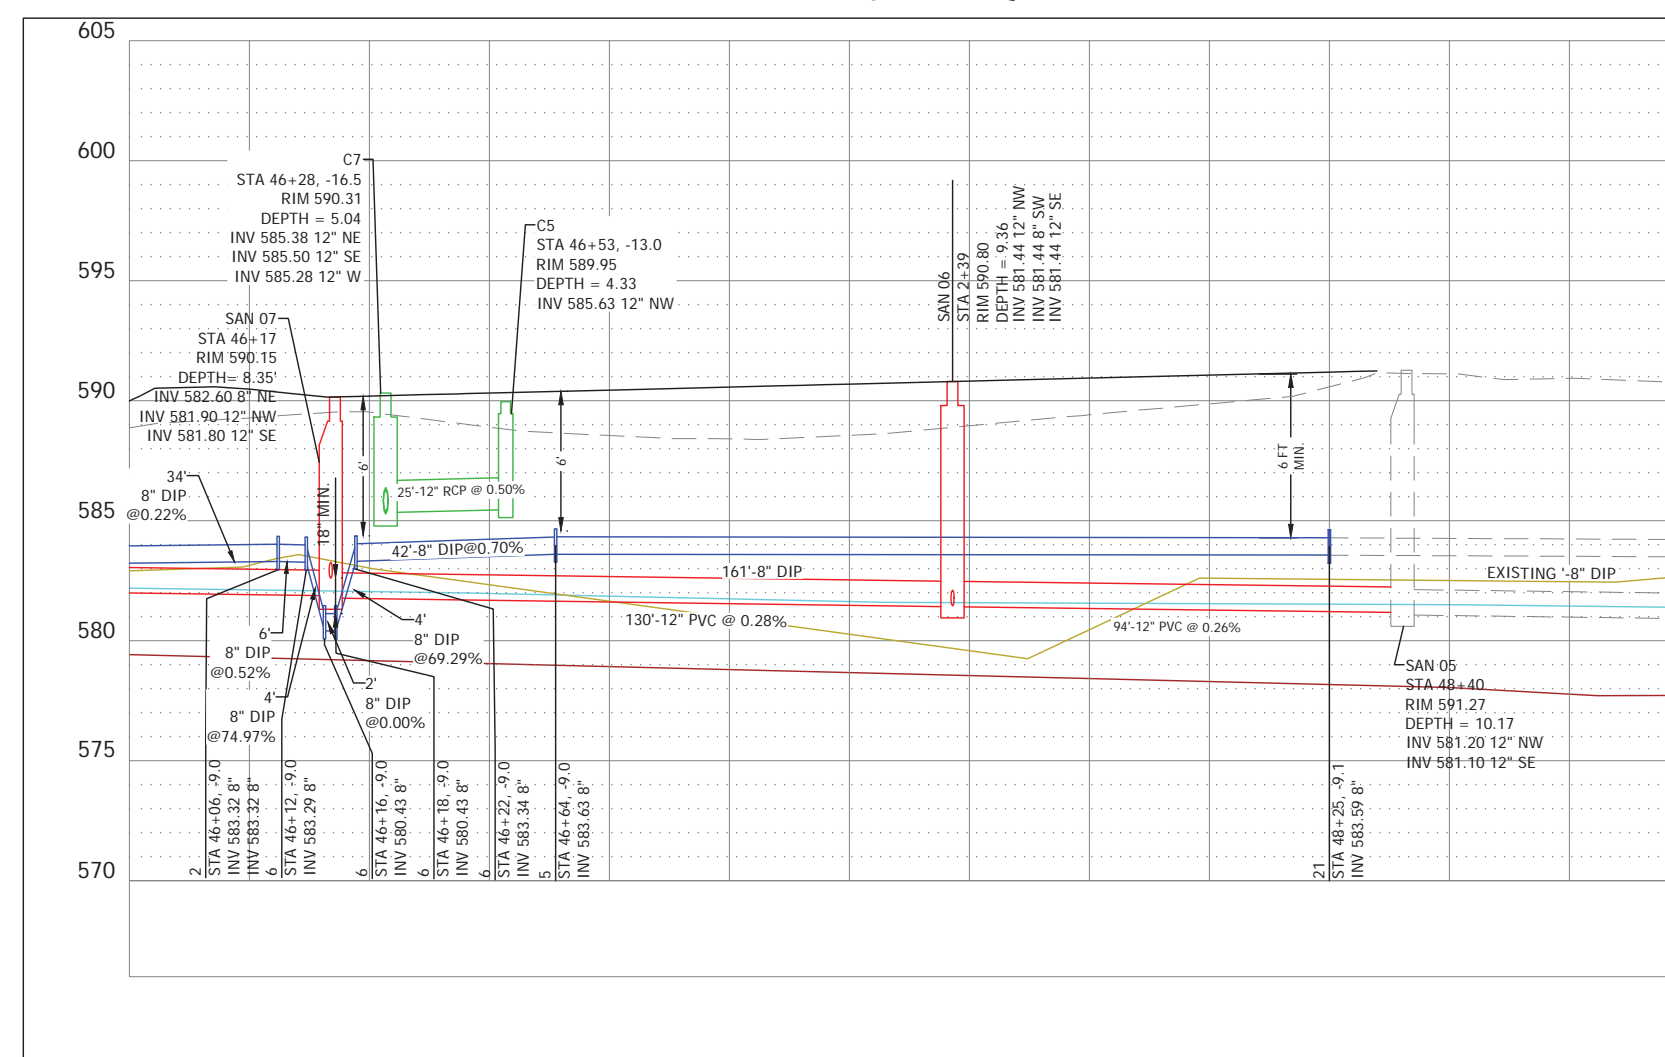 605
600
595
590
585
580
575
570
C7
STA 46+28, -16.5
RIM 590.31
DEPTH = 5.04
INV 585.38 12" NE
INV 585.50 12" SE
INV 585.28 12" W
C5
STA 46+53, -13.0
RIM 589.95
DEPTH = 4.33
INV 585.63 12" NW
SAN 07
STA 46+17
RIM 590.15
DEPTH= 8.35'
INV 582.60 8" NE
INV 581.90 12" NW
INV 581.80 12" SE
SAN 06
STA 2+39
RIM 590.80
DEPTH = 9.36
INV 581.44 12" NW
INV 581.44 8" SW
INV 581.44 12" SE
34'
8" DIP
@0.22%
18" MIN.
6'
25'-12" RCP @ 0.50%
6'
6 FT
MIN.
42'-8" DIP@0.70%
161'-8" DIP
EXISTING '-8" DIP
130'-12" PVC @ 0.28%
94'-12" PVC @ 0.26%
6'
8" DIP
@0.52%
4'
8" DIP
@74.97%
4'
8" DIP
@69.29%
2'
8" DIP
@0.00%
SAN 05
STA 48+40
RIM 591.27
DEPTH = 10.17
INV 581.20 12" NW
INV 581.10 12" SE
2
STA 46+06, -9.0
INV 583.32 8"
INV 583.32 8"
6
STA 46+12, -9.0
INV 583.29 8"
6
STA 46+16, -9.0
INV 580.43 8"
6
STA 46+18, -9.0
INV 580.43 8"
6
STA 46+22, -9.0
INV 583.34 8"
5
STA 46+64, -9.0
INV 583.63 8"
21
STA 48+25, -9.1
INV 583.59 8"